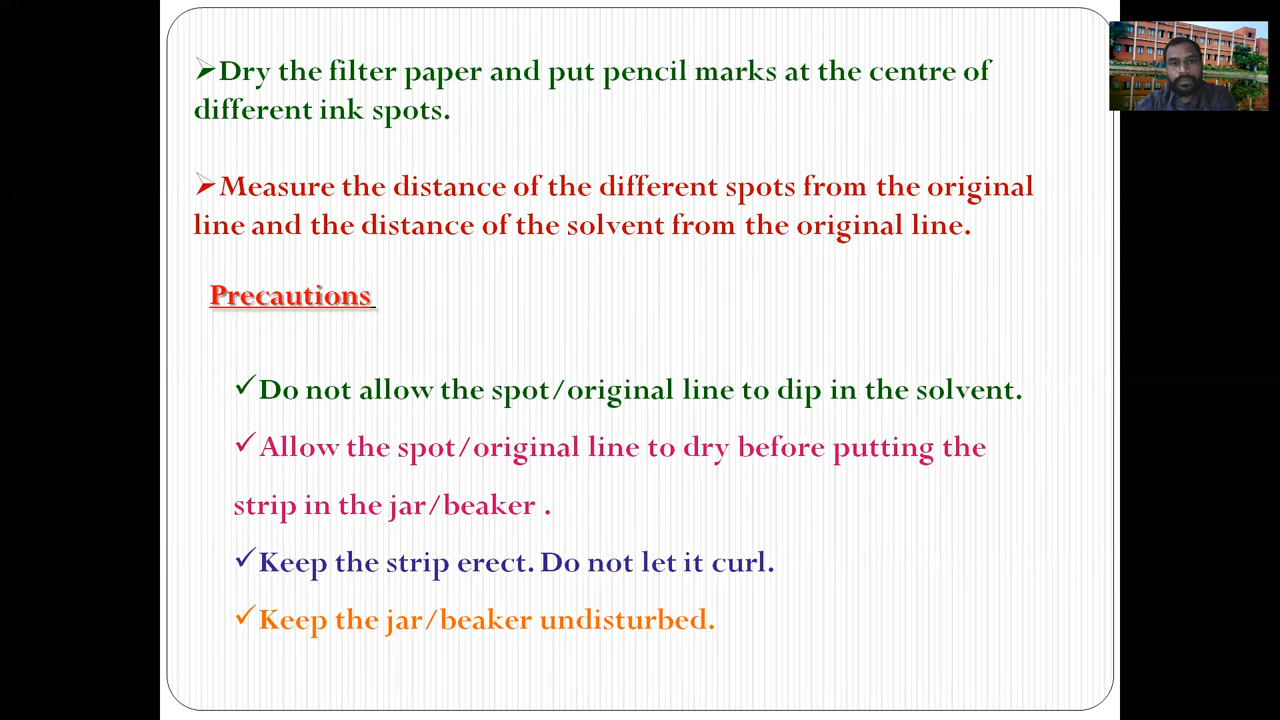 ➢Dry the filter paper and put pencil marks at the centre of
different ink spots.
➢Measure the distance of the different spots from the original
line and the distance of the solvent from the original line.
Precautions
✓Do not allow the spot/original line to dip in the solvent.
✓Allow the spot/original line to dry before putting the
strip in the jar/beaker .
✓Keep the strip erect. Do not let it curl.
✓Keep the jar/beaker undisturbed.